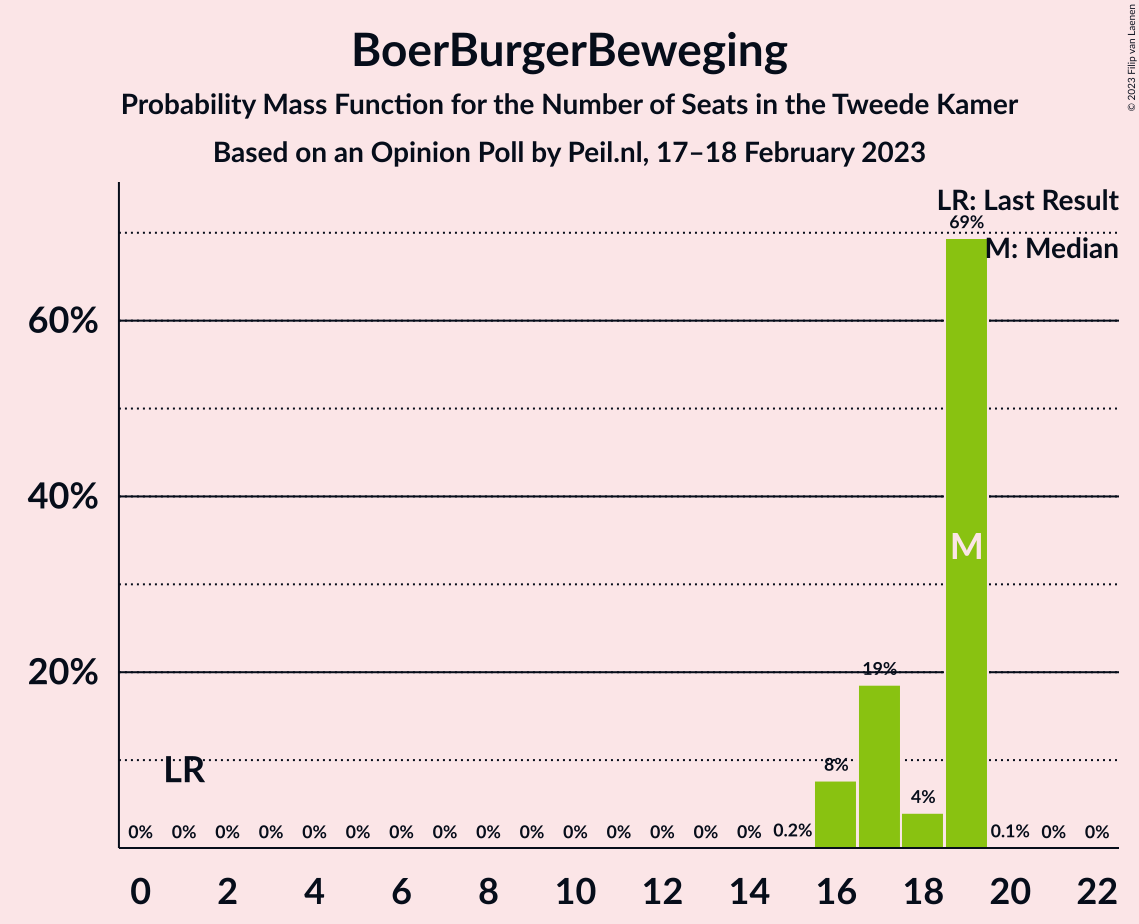 BoerBurgerBeweging
Probability Mass Function for the Number of Seats in the Tweede Kamer
Based on an Opinion Poll by Peil.nl, 17–18 February 2023
© 2023 Filip van Laenen
LR: Last Result
M: Median
69%
60%
40%
M
20%
19%
LR
8%
4%
0% 0% 0% 0% 0% 0% 0% 0% 0% 0% 0% 0% 0% 0% 0% 0.2% 0.1% 0% 0%
0 2 4 6 8 10 12 14 16 18 20 22